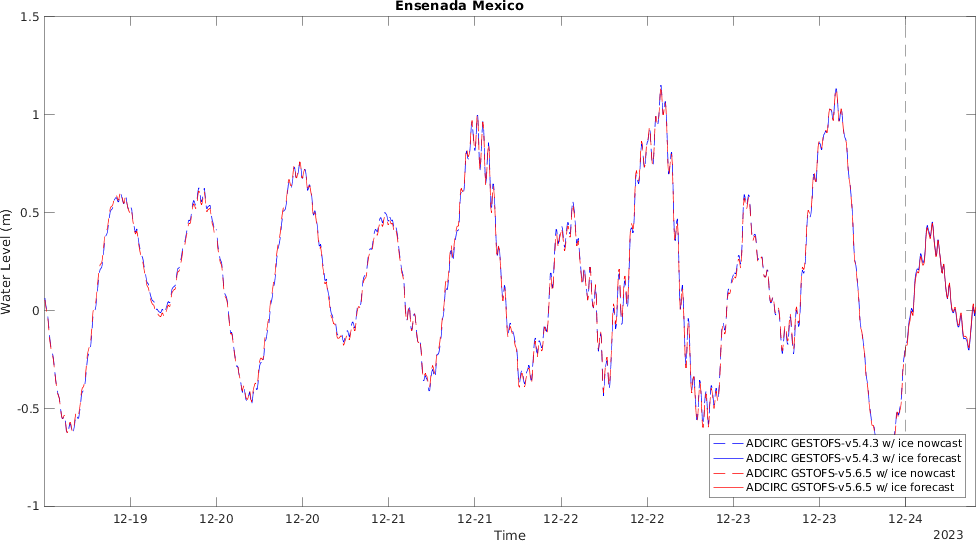 Ensenada Mexico
1.5
1
0.5
0
-0.5
-1
Water Level (m)
ADCIRC GESTOFS-v5.4.3 w/ ice nowcast
ADCIRC GESTOFS-v5.4.3 w/ ice forecast
ADCIRC GSTOFS-v5.6.5 w/ ice nowcast
ADCIRC GSTOFS-v5.6.5 w/ ice forecast
12-19 12-20 12-20 12-21 12-21 12-22 12-22 12-23 12-23 12-24
Time
2023